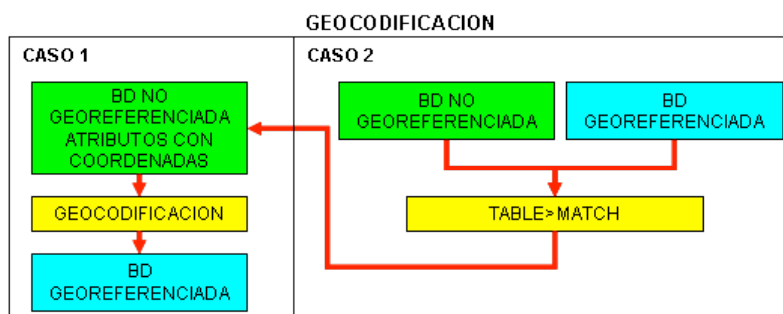 GEOCODIFICACION
CASO 1
BD NO
GEOREFERENCIADA
ATRIBUTOS CON
COORDENADAS
GEOCODIFICACION
BD
GEOREFERENCIADA
CASO 2
BD NO
GEOREFERENCIADA
BD
GEOREFERENCIADA
TABLE>MATCH